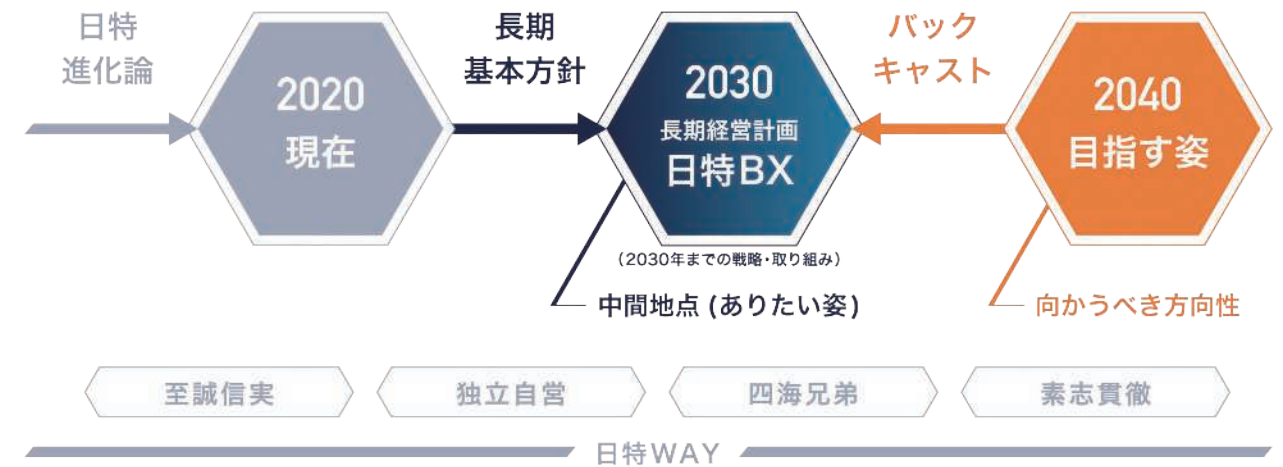 日特
進化論
2020
現在
長期
基本方針
2030
長期経営計画
日特BX
(2030年までの戦略・取り組み)
中間地点 (ありたい姿)
バック
キャスト
2040
目指す姿
向かうべき方向性
至誠信実
独立自営
四海兄弟
素志貫徹
日特WAY